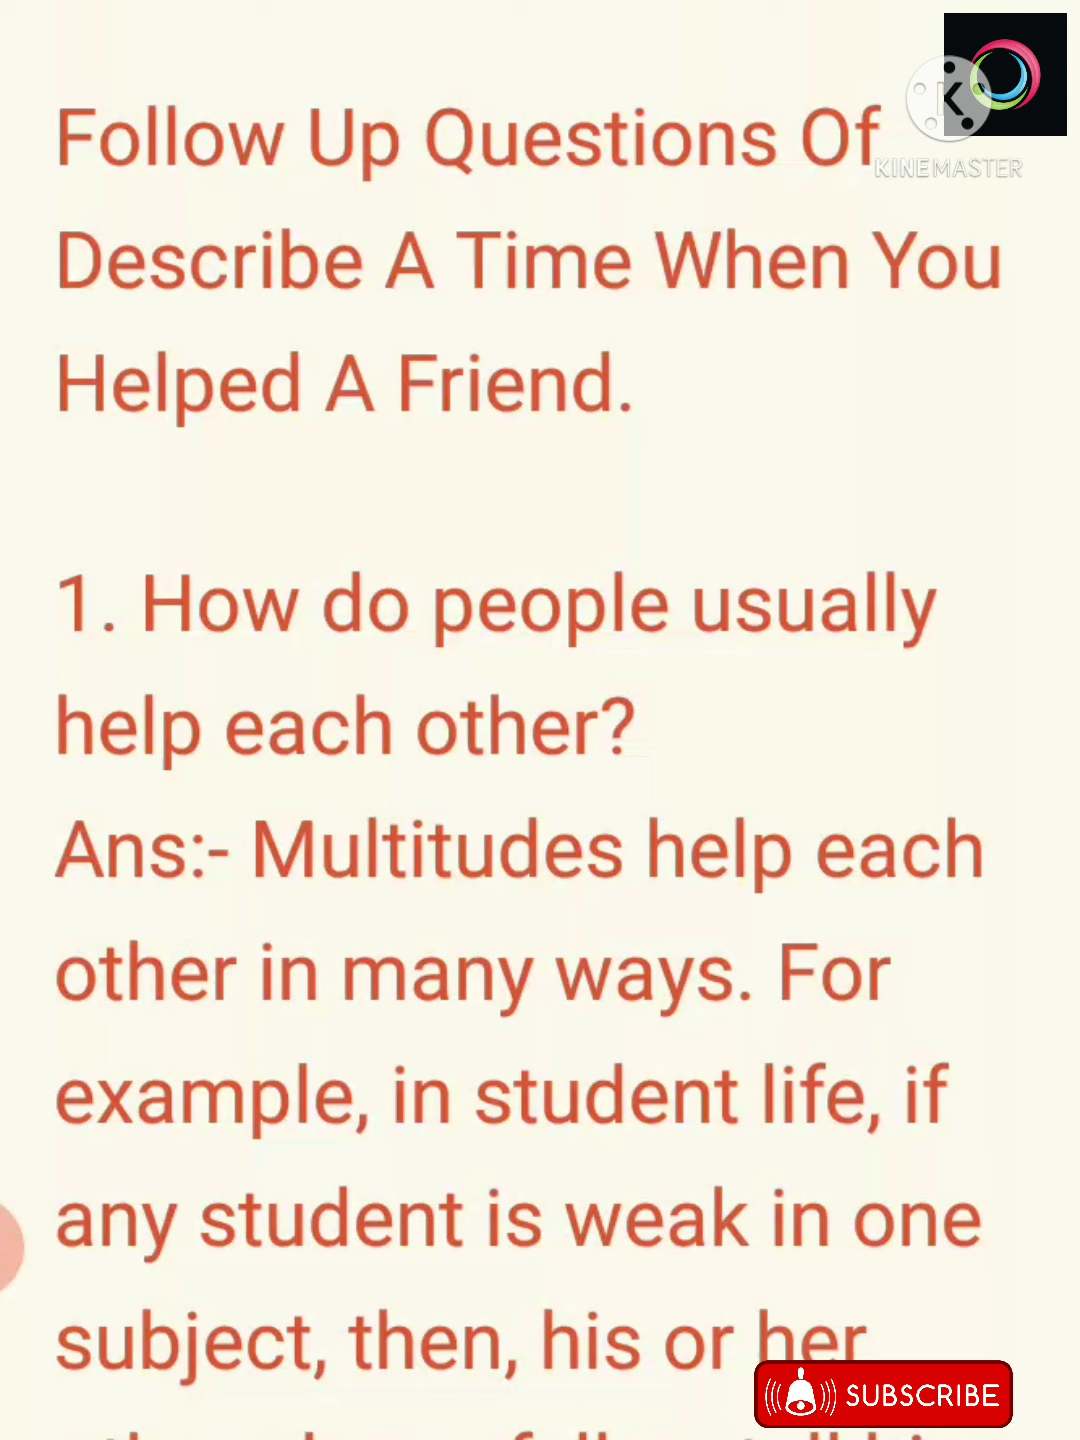 Follow Up Questions Of
KINEMASTER
Describe A Time When You
Helped A Friend.
1. How do people usually
help each other?
Ans:- Multitudes help each
other in many ways. For
example, in student life, if
any student is weak in one
subject, then, his or her
SUBSCRIBE